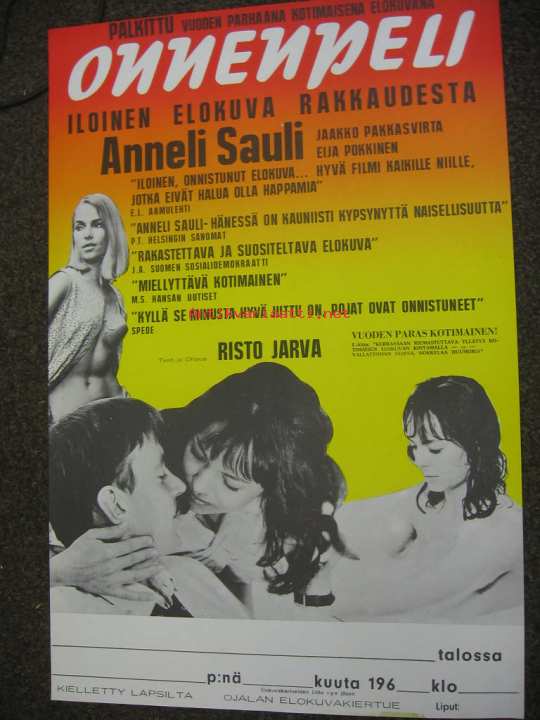 PALKITTU VUODEN PARHAANA KOTIMAISENA ELOKUVANA
ONNENPELI
ILOINEN ELOKUVA RAKKAUDESTA
Anneli Sauli
JAAKKO PAKKASVIRTA
EIJA POKKINEN
"ILOINEN, ONNISTUNUT ELOKUVA... HYVÄ FILMI KAIKILLE NIILLE,
JOTKA EIVÄT HALUA OLLA HAPPAMIA"
E.L. AAMULEHTI
"ANNELI SAULI-HÄNESSÄ ON KAUNIISTI KYPSYNYTTÄ NAISELLISUUTTA"
P.T. HELSINGIN SANOMAT
"RAKASTETTAVA JA SUOSITELTAVA ELOKUVA"
J.A. SUOMEN SOSIALIDEMOKRAATTI
"MIELLYTTÄVÄ KOTIMAINEN"
M.S. KANSAN UUTISET
"KYLLÄ SE MINUSTA HYVÄ JUTTU ON, POJAT OVAT ONNISTUNEET"
SPEDE
VUODEN PARAS KOTIMAINEN!
RISTO JARVA
talossa
p:nä kuuta 196 klo
KIELLETTY LAPSILTA
OJALAN ELOKUVAKIERTUE
Liput: